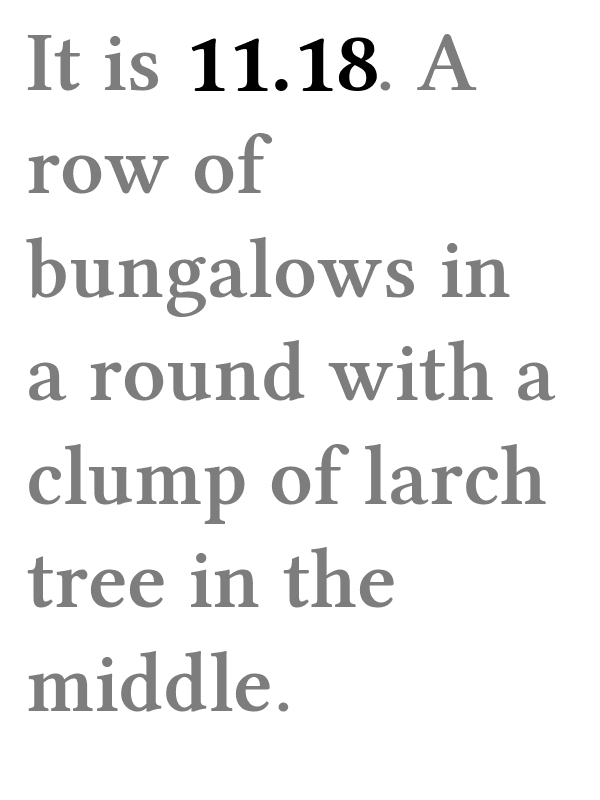 It is 11.18. A
row of
bungalows in
a round with a
clump of larch
tree in the
middle.